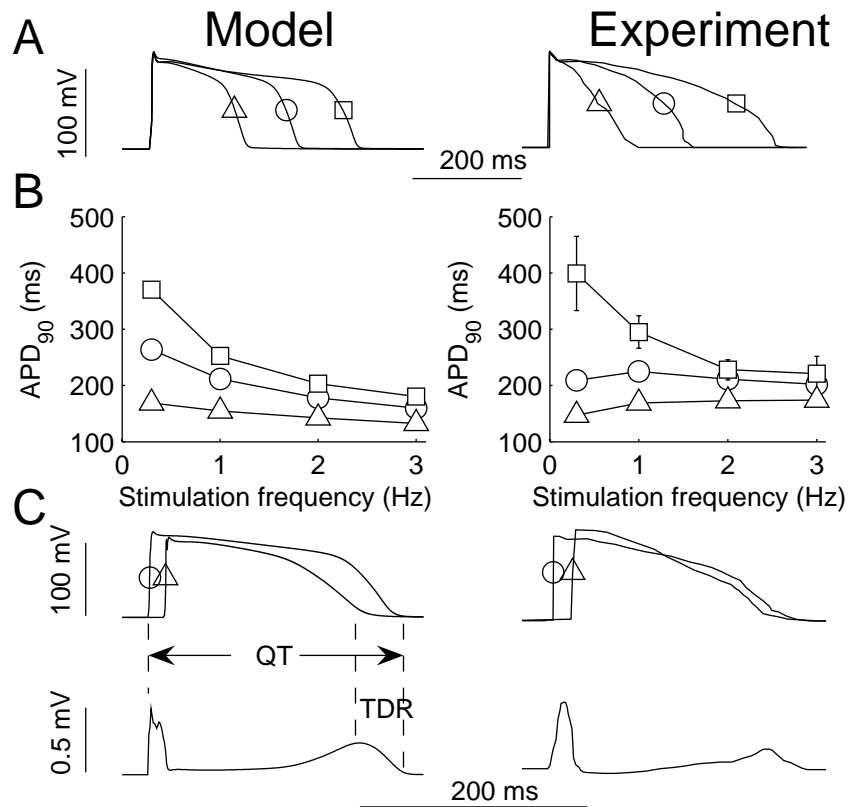 Model
Experiment
A
100 mV
200 ms
B
500
400
300
200
100
APD90 (ms)
0
1
2
3
Stimulation frequency (Hz)
500
400
300
200
100
APD90 (ms)
0
1
2
3
Stimulation frequency (Hz)
C
100 mV
QT
TDR
0.5 mV
200 ms